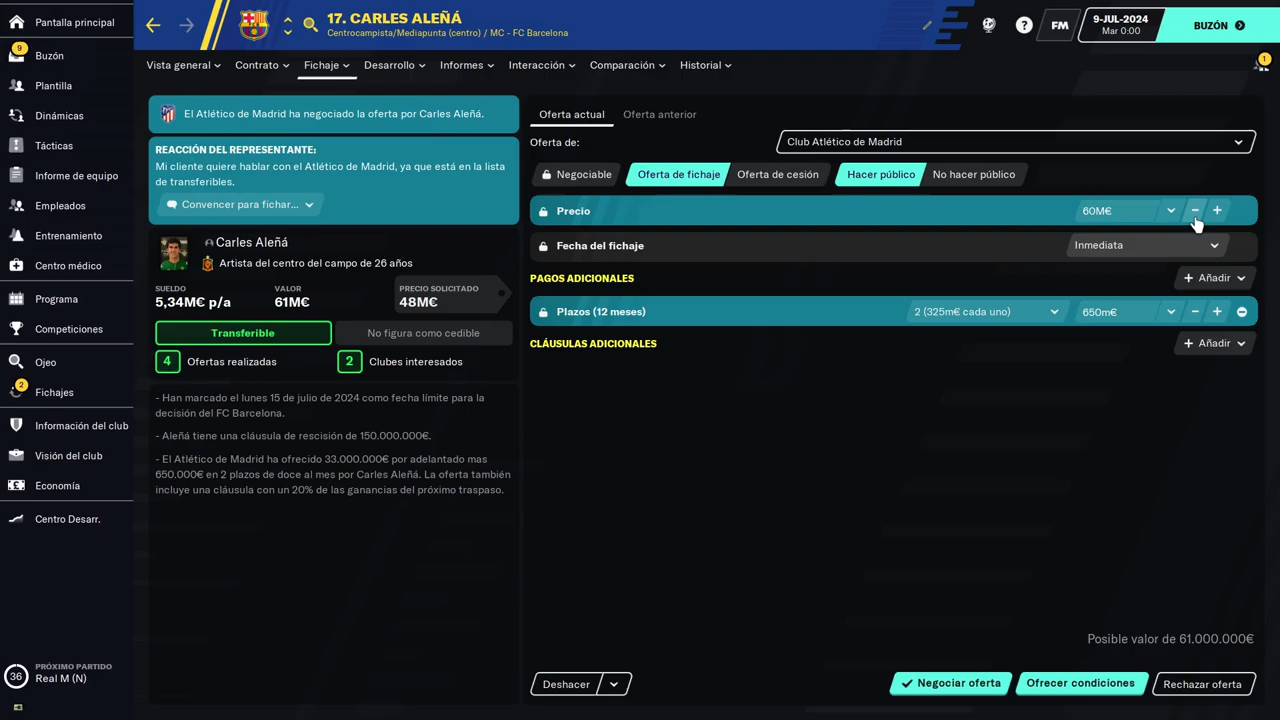 Pantalla principal
9
Buzón
Plantilla
Dinámicas
Tácticas
Informe de equipo
Empleados
Entrenamiento
Centro médico
Programa
Competiciones
Ojeo
2
Fichajes
Información del club
Visión del club
Economía
Centro Desarr.
36
PRÓXIMO PARTIDO
Real M (N)
17. CARLES ALEÑÁ
Centrocampista/Mediapunta (centro) / MC - FC Barcelona
?
FM
9-JUL-2024
Mar 0:00
BUZÓN
1
Vista general
Contrato
Fichaje
Desarrollo
Informes
Interacción
Comparación
Historial
El Atlético de Madrid ha negociado la oferta por Carles Aleñá.
REACCIÓN DEL REPRESENTANTE:
Mi cliente quiere hablar con el Atlético de Madrid, ya que está en la lista
de transferibles.
Convencer para fichar...
Carles Aleñá
Artista del centro del campo de 26 años
SUELDO
5,34M€ p/a
VALOR
61M€
PRECIO SOLICITADO
48M€
Transferible
No figura como cedible
4
Ofertas realizadas
2
Clubes interesados
- Han marcado el lunes 15 de julio de 2024 como fecha límite para la
decisión del FC Barcelona.
- Aleñá tiene una cláusula de rescisión de 150.000.000€.
- El Atlético de Madrid ha ofrecido 33.000.000€ por adelantado mas
650.000€ en 2 plazos de doce al mes por Carles Aleñá. La oferta también
incluye una cláusula con un 20% de las ganancias del próximo traspaso.
Oferta actual
Oferta anterior
Oferta de:
Club Atlético de Madrid
Negociable
Oferta de fichaje
Oferta de cesión
Hacer público
No hacer público
Precio
60M€
Fecha del fichaje
Inmediata
PAGOS ADICIONALES
Añadir
Plazos (12 meses)
2 (325m€ cada uno)
650m€
CLÁUSULAS ADICIONALES
Añadir
Posible valor de 61.000.000€
Deshacer
Negociar oferta
Ofrecer condiciones
Rechazar oferta